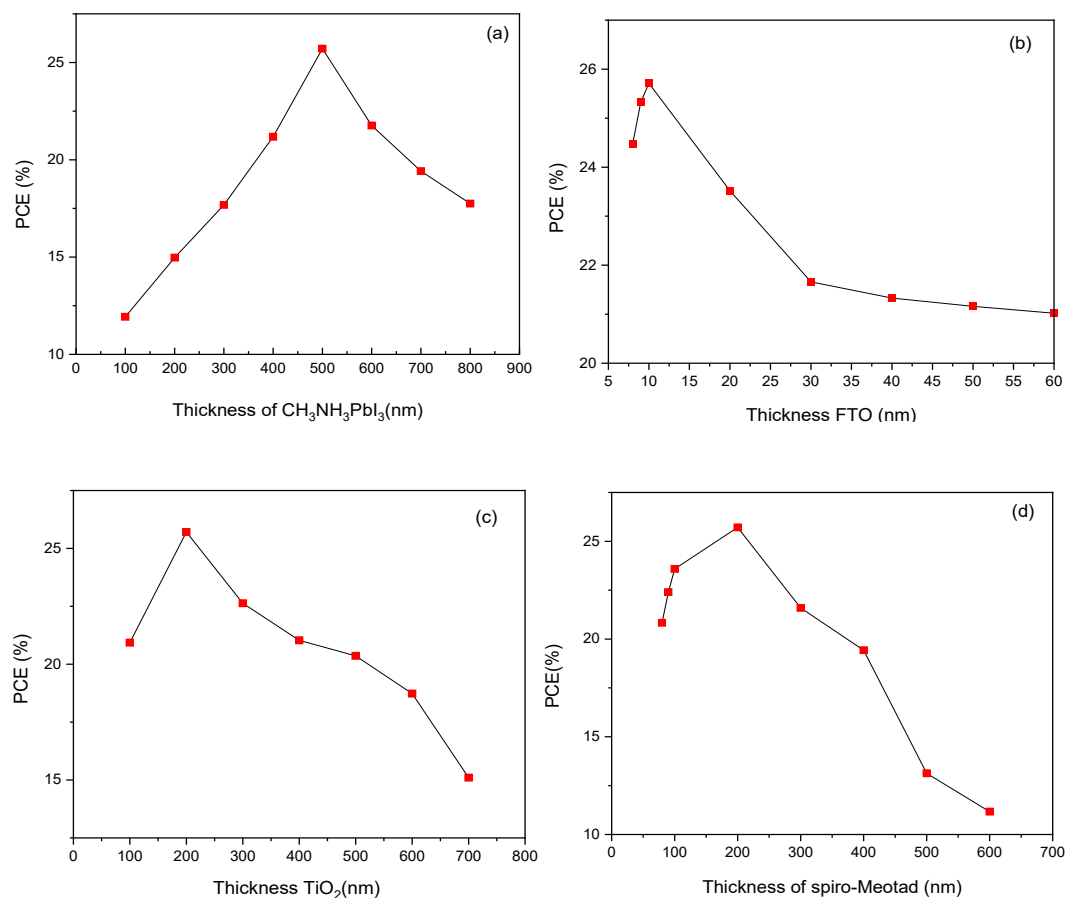 (a)
PCE (%)
25
20
15
10
0 100 200 300 400 500 600 700 800 900
Thickness of CH₃NH₃PbI₃(nm)
(b)
PCE (%)
26
24
22
20
5 10 15 20 25 30 35 40 45 50 55 60
Thickness FTO (nm)
(c)
PCE (%)
25
20
15
0 100 200 300 400 500 600 700 800
Thickness TiO₂(nm)
(d)
PCE(%)
25
20
15
10
0 100 200 300 400 500 600 700
Thickness of spiro-Meotad (nm)